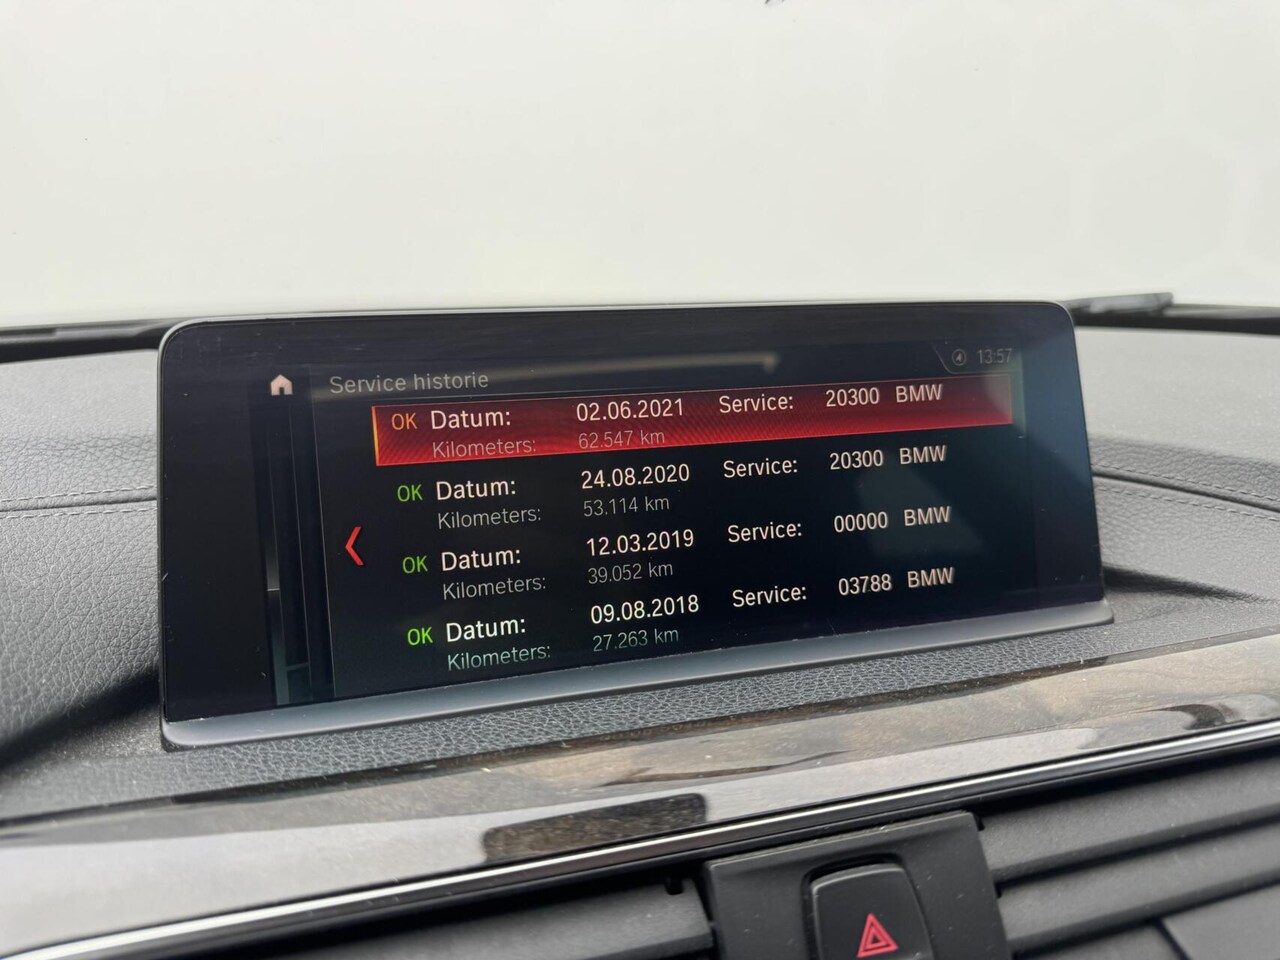 Service historie
13:57
OK Datum: 02.06.2021 Service: 20300 BMW
Kilometers: 62.547 km
OK Datum: 24.08.2020 Service: 20300 BMW
Kilometers: 53.114 km
OK Datum: 12.03.2019 Service: 00000 BMW
Kilometers: 39.052 km
OK Datum: 09.08.2018 Service: 03788 BMW
Kilometers: 27.263 km